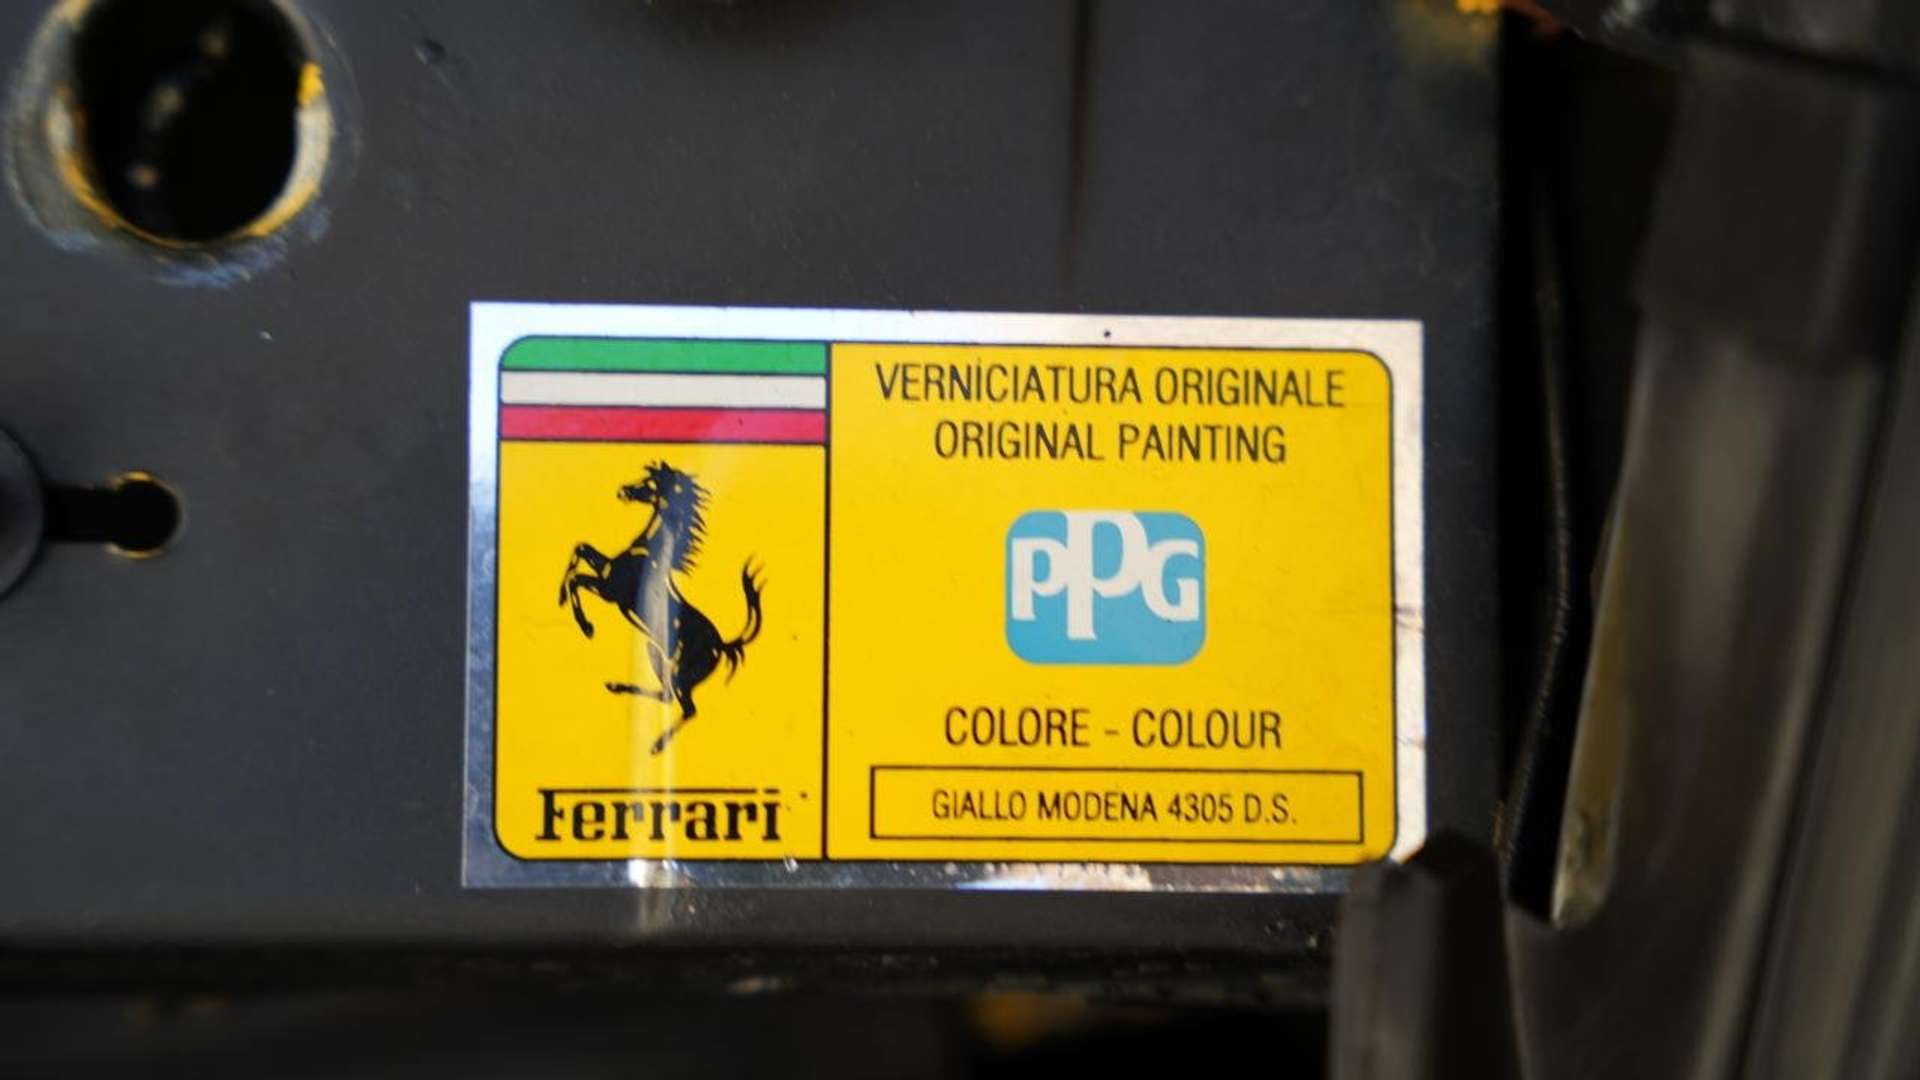 Ferrari
VERNICIATURA ORIGINALE
ORIGINAL PAINTING
PPG
COLORE - COLOUR
GIALLO MODENA 4305 D.S.